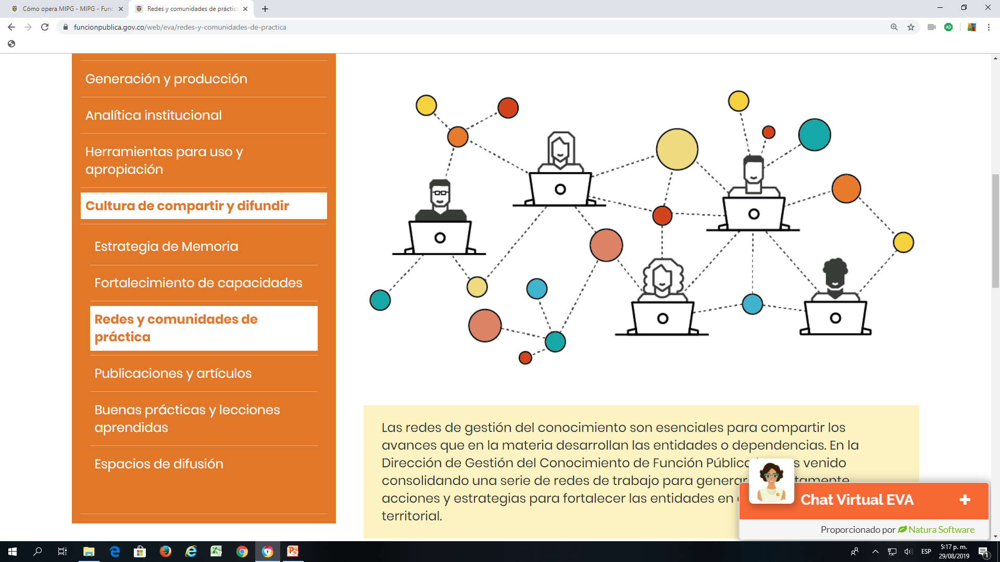 Cómo opera MIPG - MIPG - Func
Redes y comunidades de práctica
funcionpublica.gov.co/web/eva/redes-y-comunidades-de-practica
AD
Generación y producción
Analítica institucional
Herramientas para uso y
apropiación
Cultura de compartir y difundir
Estrategia de Memoria
Fortalecimiento de capacidades
Redes y comunidades de
práctica
Publicaciones y artículos
Buenas prácticas y lecciones
aprendidas
Espacios de difusión
Las redes de gestión del conocimiento son esenciales para compartir los
avances que en la materia desarrollan las entidades o dependencias. En la
Dirección de Gestión del Conocimiento de Función Pública venido
consolidando una serie de redes de trabajo para generar
acciones y estrategias para fortalecer las entidades en
territorial.
Chat Virtual EVA
Proporcionado por Natura Software
ESP
5:17 p. m.
29/08/2019
1